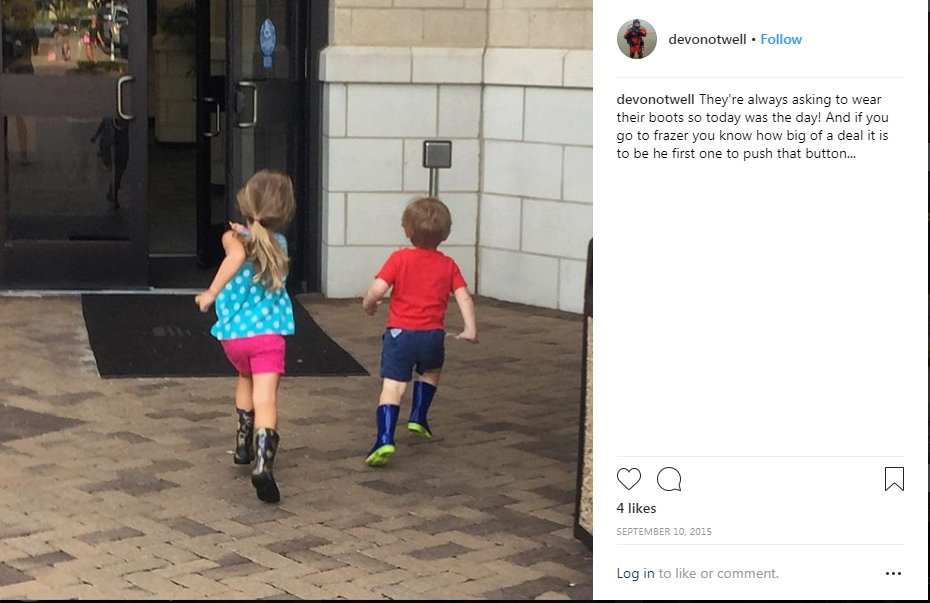 devonotwell • Follow
devonotwell They're always asking to wear
their boots so today was the day! And if you
go to frazer you know how big of a deal it is
to be he first one to push that button...
4 likes
SEPTEMBER 10, 2015
Log in to like or comment.